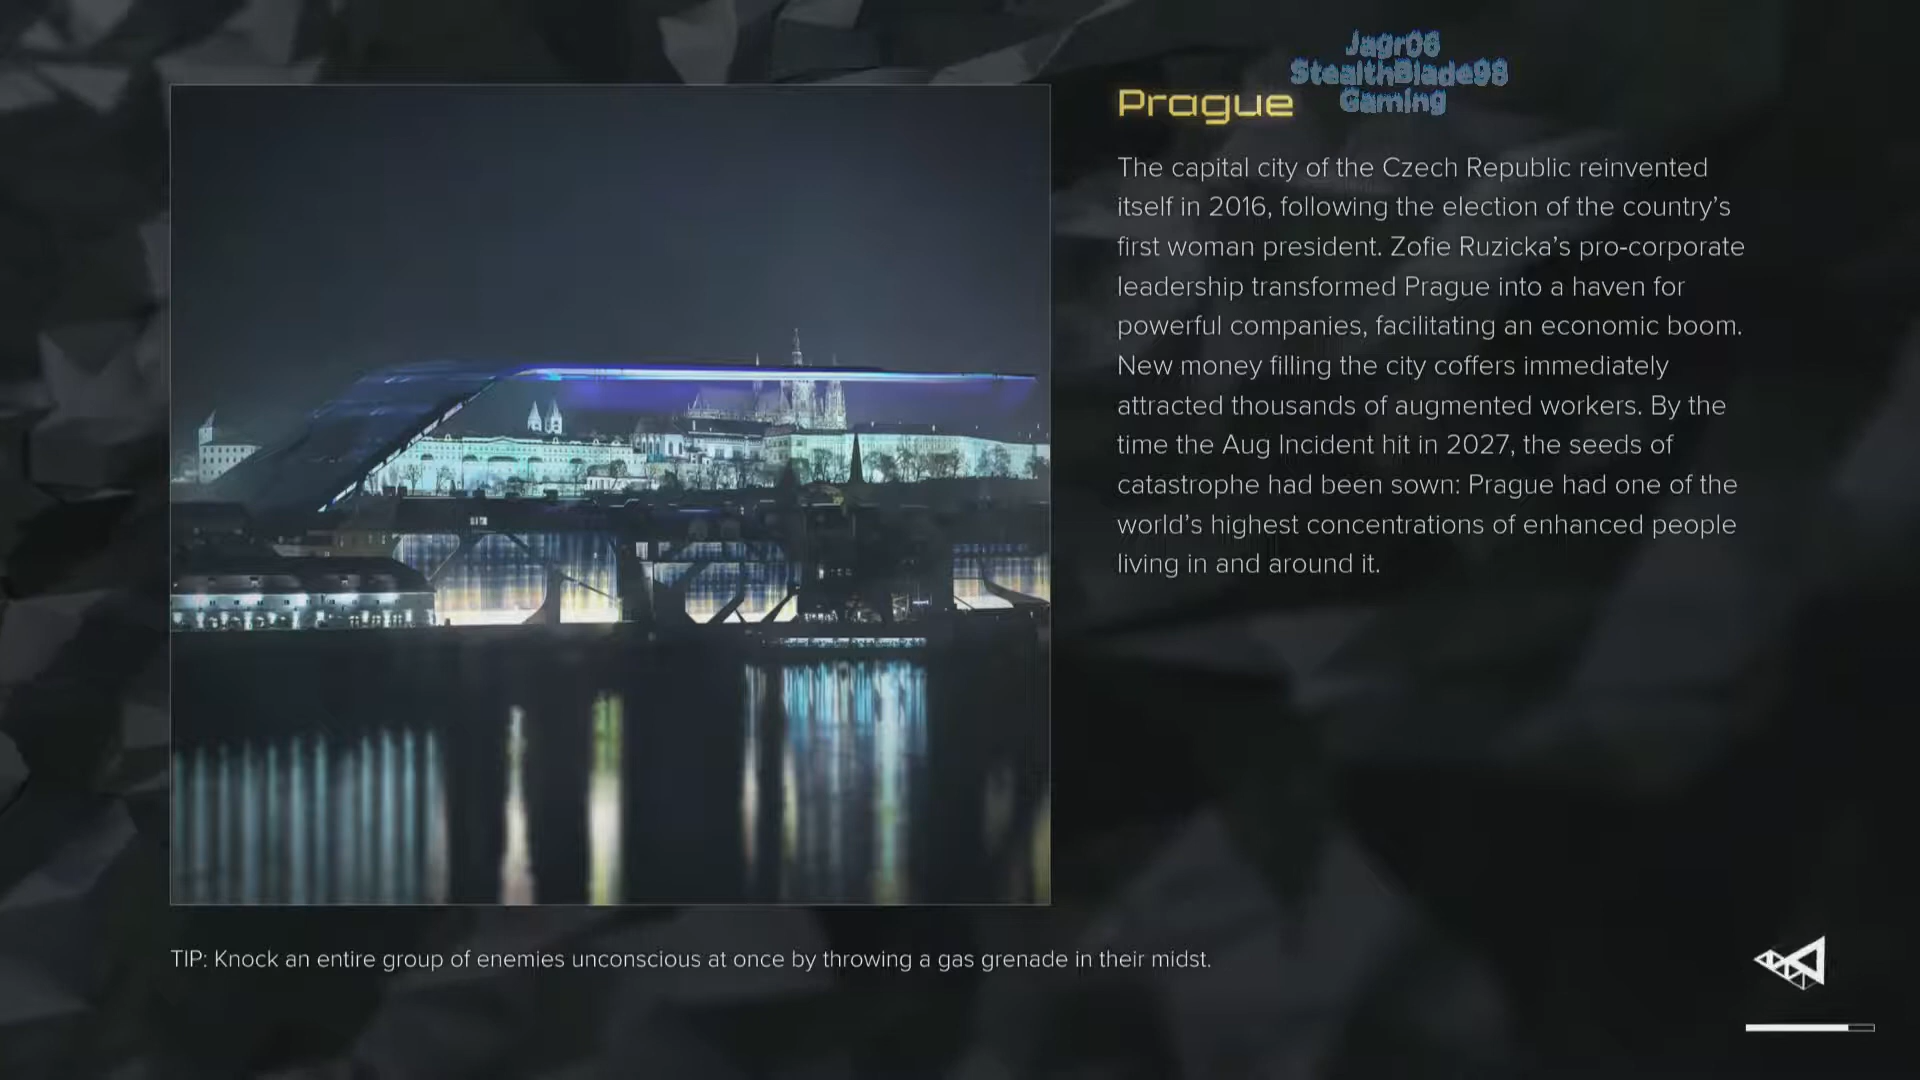 Jagr06
StealthBlade98
Gaming
Prague
The capital city of the Czech Republic reinvented
itself in 2016, following the election of the country’s
first woman president. Zofie Ruzicka’s pro-corporate
leadership transformed Prague into a haven for
powerful companies, facilitating an economic boom.
New money filling the city coffers immediately
attracted thousands of augmented workers. By the
time the Aug Incident hit in 2027, the seeds of
catastrophe had been sown: Prague had one of the
world’s highest concentrations of enhanced people
living in and around it.
TIP: Knock an entire group of enemies unconscious at once by throwing a gas grenade in their midst.